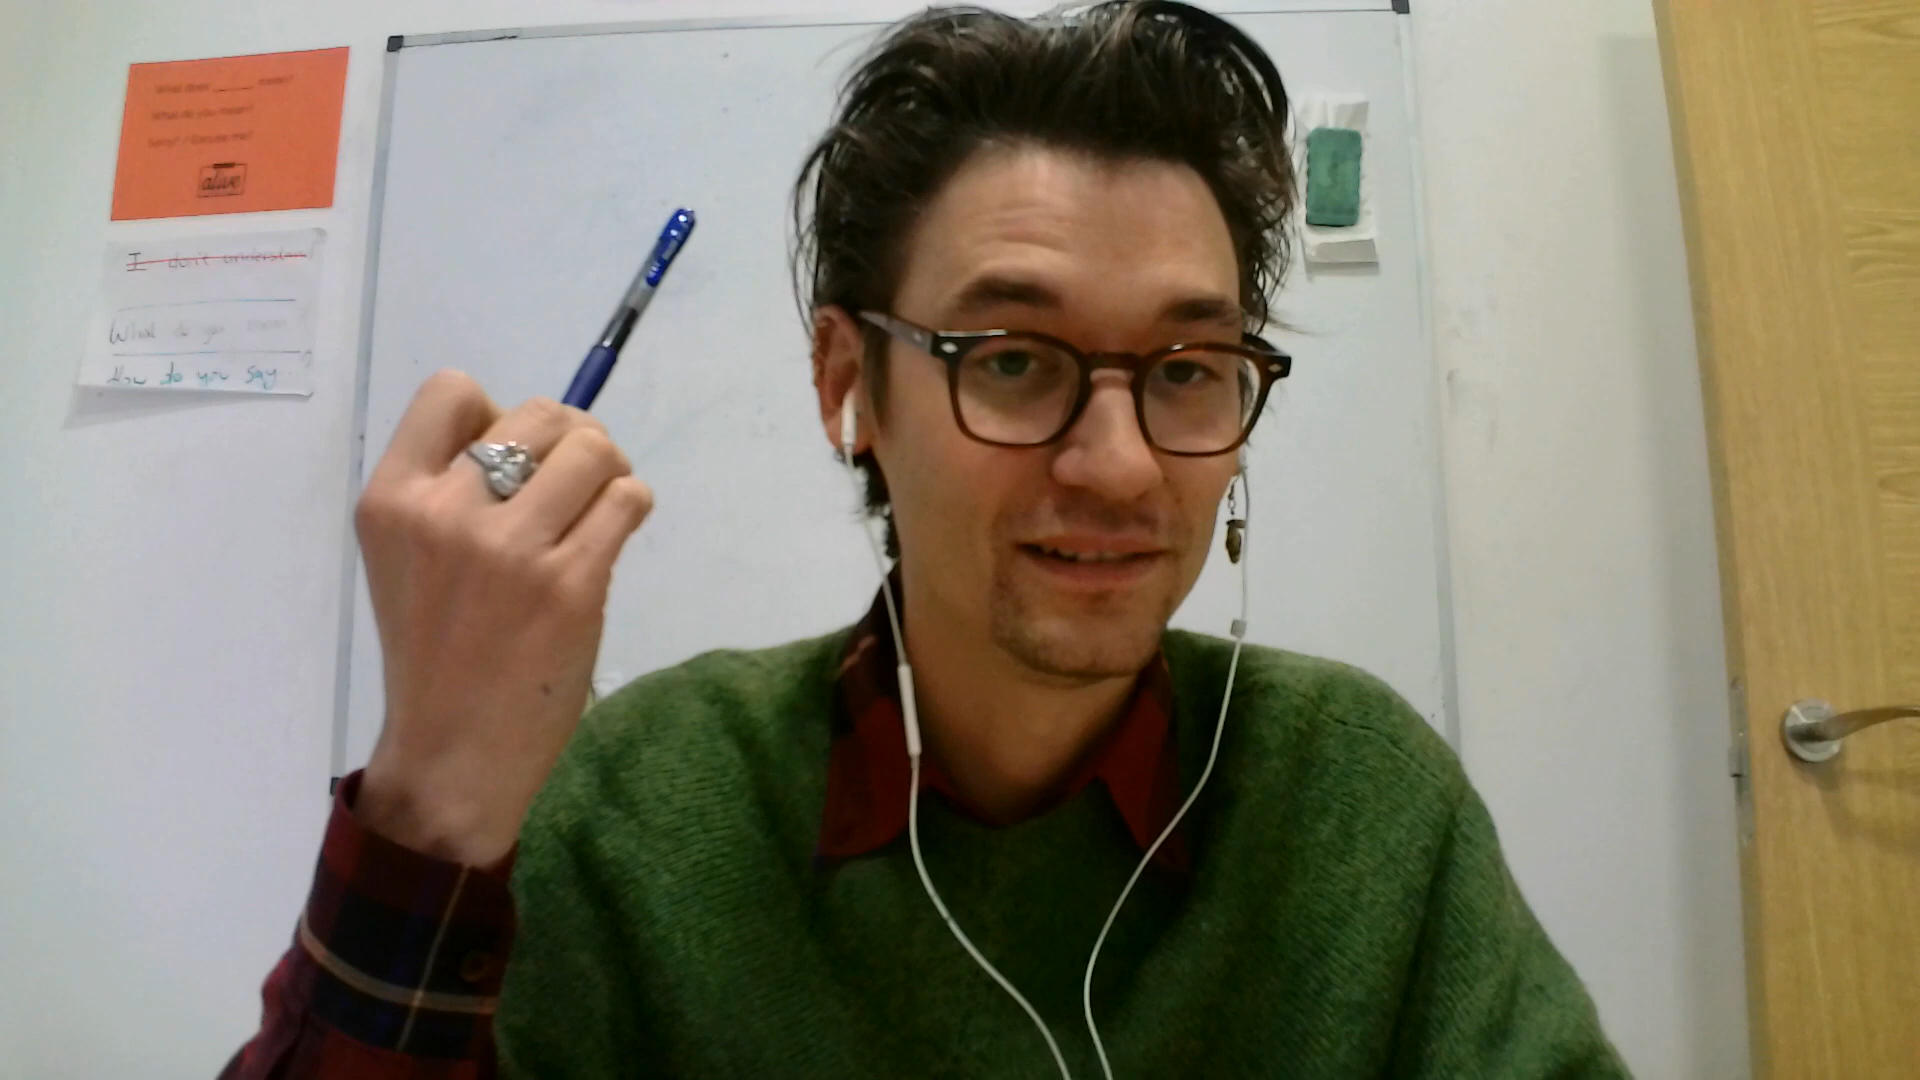 What does ____ mean?
What do you mean?
Sorry? / Excuse me?
alive
I don't understand
What do you mean
How do you say